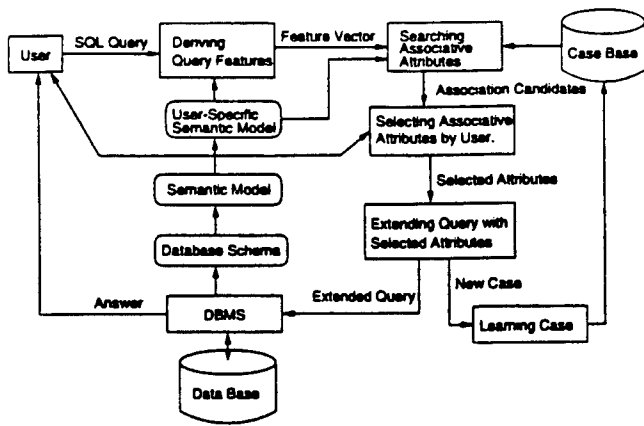 SQL Query
User
Deriving
Query Features
Feature Vector
Searching
Associative
Attributes
Case Base
Association Candidates
User-Specific
Semantic Model
Selecting Associative
Attributes by User.
Selected Attributes
Semantic Model
Extending Query with
Selected Attributes
Database Schema
Answer
Extended Query
New Case
DBMS
Learning Case
Data Base